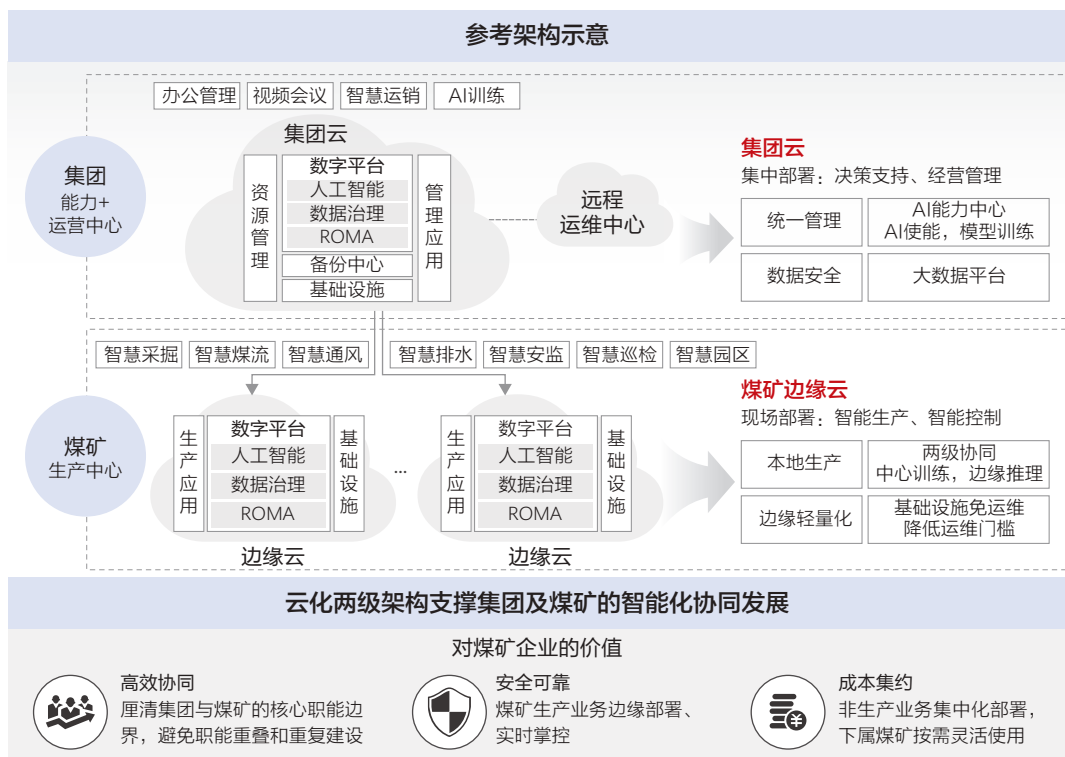 参考架构示意
办公管理
视频会议
智慧运销
AI训练
集团
能力+
运营中心
集团云
资源管理
数字平台
人工智能
数据治理
ROMA
备份中心
基础设施
管理应用
远程
运维中心
集团云
集中部署：决策支持、经营管理
统一管理
AI能力中心
AI使能，模型训练
数据安全
大数据平台
智慧采掘
智慧煤流
智慧通风
智慧排水
智慧安监
智慧巡检
智慧园区
煤矿
生产中心
生产应用
数字平台
人工智能
数据治理
ROMA
基础设施
边缘云
...
生产应用
数字平台
人工智能
数据治理
ROMA
基础设施
边缘云
煤矿边缘云
现场部署：智能生产、智能控制
本地生产
两级协同
中心训练，边缘推理
边缘轻量化
基础设施免运维
降低运维门槛
云化两级架构支撑集团及煤矿的智能化协同发展
对煤矿企业的价值
高效协同
厘清集团与煤矿的核心职能边
界，避免职能重叠和重复建设
安全可靠
煤矿生产业务边缘部署、
实时掌控
成本集约
非生产业务集中化部署，
下属煤矿按需灵活使用